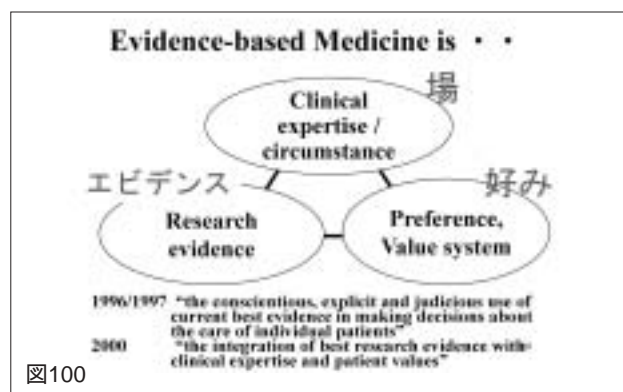 Evidence-based Medicine is ・ ・
場
Clinical
expertise /
circumstance
エビデンス
好み
Research
evidence
Preference,
Value system
1996/1997 “the conscientious, explicit and judicious use of
current best evidence in making decisions about
the care of individual patients”
2000 “the integration of best research evidence with
clinical expertise and patient values”
図100